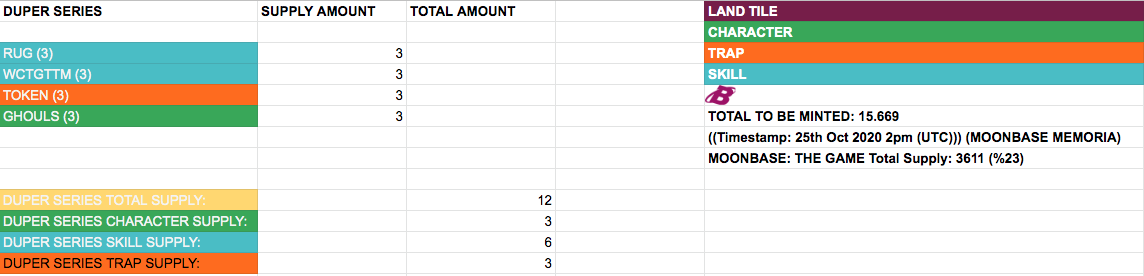 DUPER SERIES SUPPLY AMOUNT TOTAL AMOUNT LAND TILE
CHARACTER
RUG (3) 3 TRAP
WCTGTTM (3) 3 SKILL
TOKEN (3) 3 B
GHOULS (3) 3 TOTAL TO BE MINTED: 15.669
((Timestamp: 25th Oct 2020 2pm (UTC))) (MOONBASE MEMORIA)
MOONBASE: THE GAME Total Supply: 3611 (%23)
DUPER SERIES TOTAL SUPPLY: 12
DUPER SERIES CHARACTER SUPPLY: 3
DUPER SERIES SKILL SUPPLY: 6
DUPER SERIES TRAP SUPPLY: 3